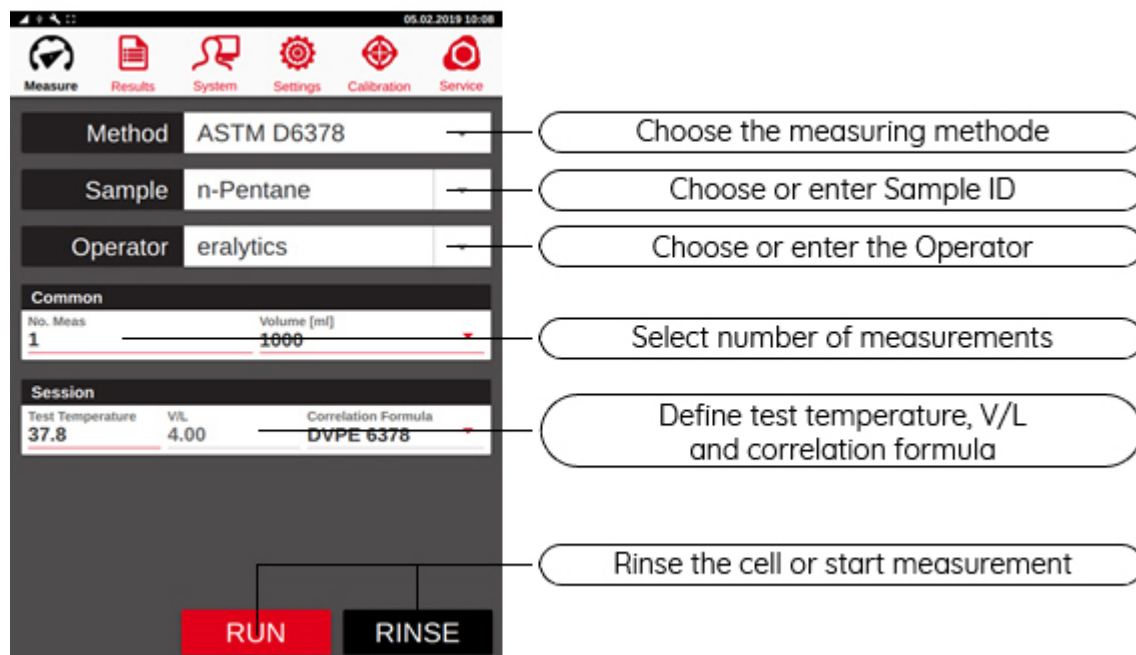 05.02.2019 10:08
Measure Results System Settings Calibration Service
Method ASTM D6378
Choose the measuring methode
Sample n-Pentane
Choose or enter Sample ID
Operator eralytics
Choose or enter the Operator
Common
No. Meas Volume [ml]
1 1000
Select number of measurements
Session
Test Temperature V/L Correlation Formula
37.8 4.00 DVPE 6378
Define test temperature, V/L
and correlation formula
Rinse the cell or start measurement
RUN RINSE